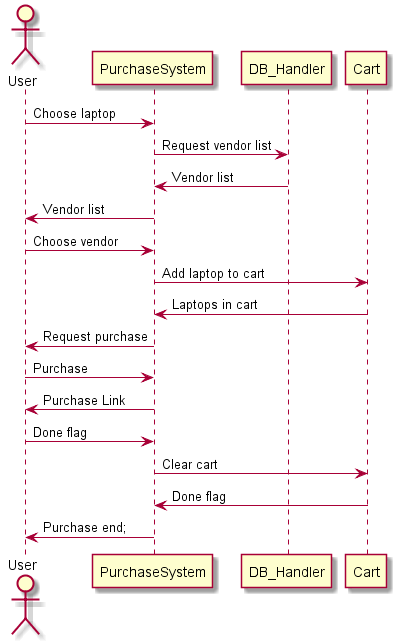 User
PurchaseSystem
DB_Handler
Cart
Choose laptop
Request vendor list
Vendor list
Vendor list
Choose vendor
Add laptop to cart
Laptops in cart
Request purchase
Purchase
Purchase Link
Done flag
Clear cart
Done flag
Purchase end;
User
PurchaseSystem
DB_Handler
Cart